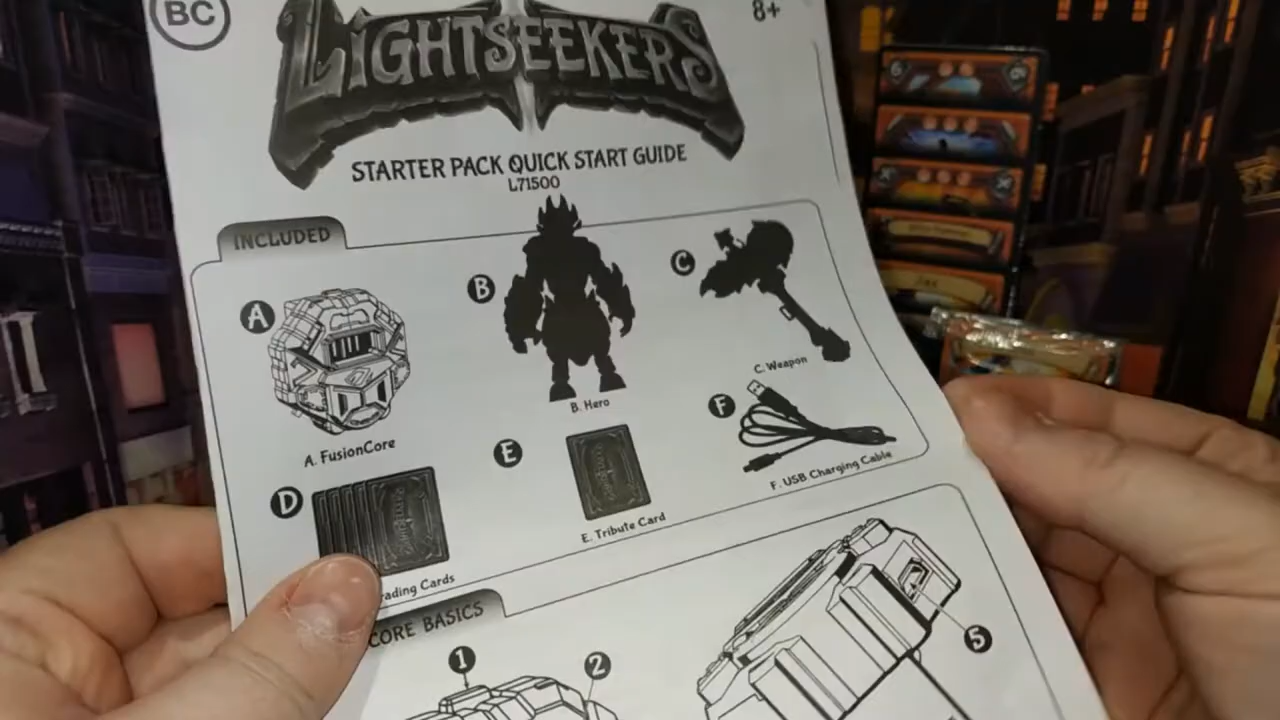 BC
8+
LIGHTSEEKERS
STARTER PACK QUICK START GUIDE
L71500
INCLUDED
A
B
C
C. Weapon
B. Hero
F
A. FusionCore
E
F. USB Charging Cable
D
E. Tribute Card
rading Cards
CORE BASICS
1
2
5